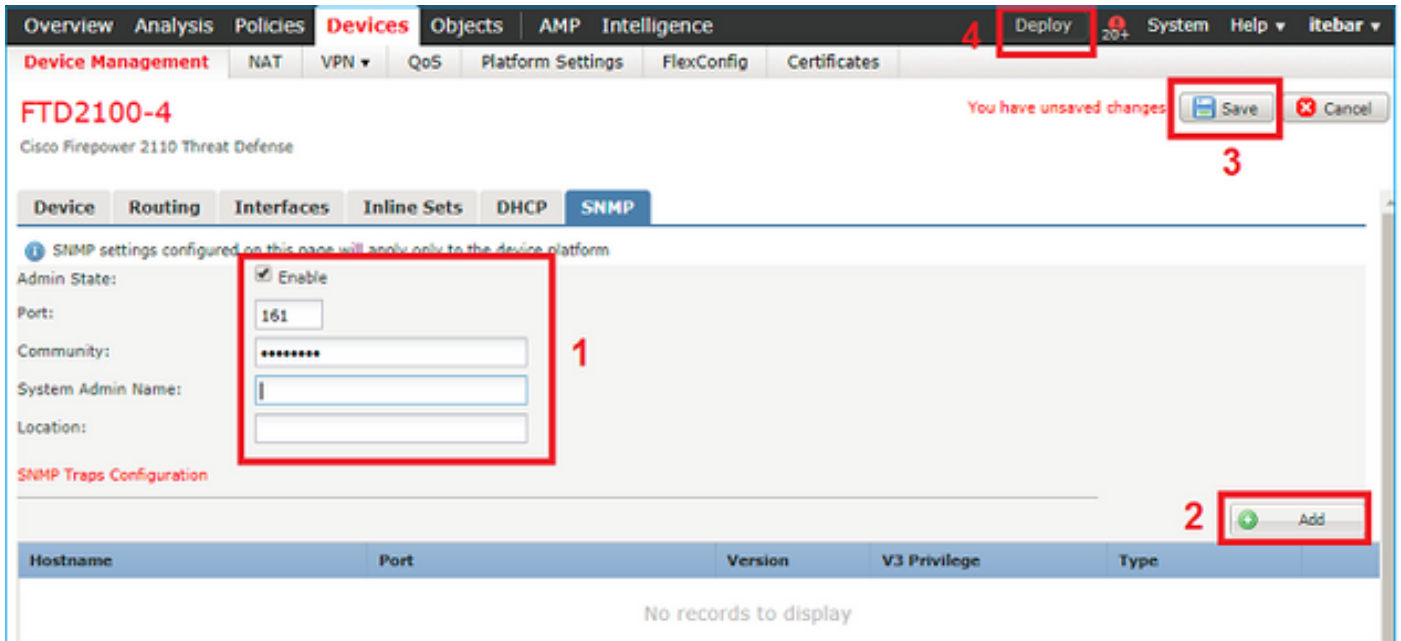 Overview Analysis Policies Devices Objects AMP Intelligence 4 Deploy 20+ System Help itebar
Device Management NAT VPN QoS Platform Settings FlexConfig Certificates
FTD2100-4
You have unsaved changes Save Cancel
Cisco Firepower 2110 Threat Defense
3
Device Routing Interfaces Inline Sets DHCP SNMP
SNMP settings configured on this page will apply only to the device platform
Admin State: Enable
Port: 161
Community: ••••••••
1
System Admin Name:
Location:
SNMP Traps Configuration
2 Add
Hostname Port Version V3 Privilege Type
No records to display